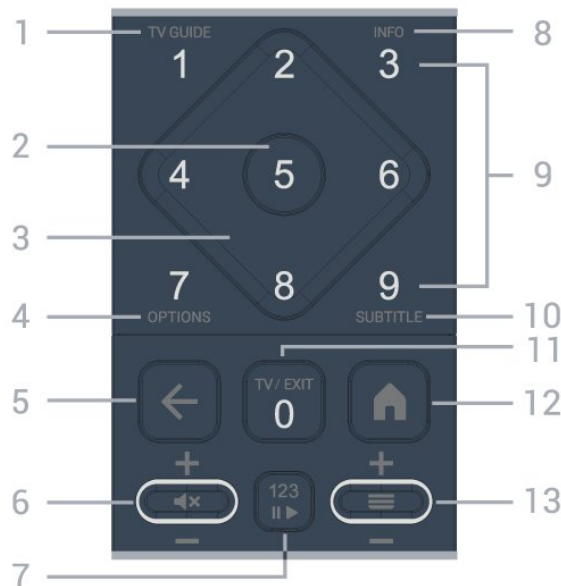 1 TV GUIDE INFO 8
1 2 3
2
4 5 6 9
3
7 8 9
4 OPTIONS SUBTITLE 10
11
5 TV/ EXIT 12
0
+ +
6 123 13
− −
7